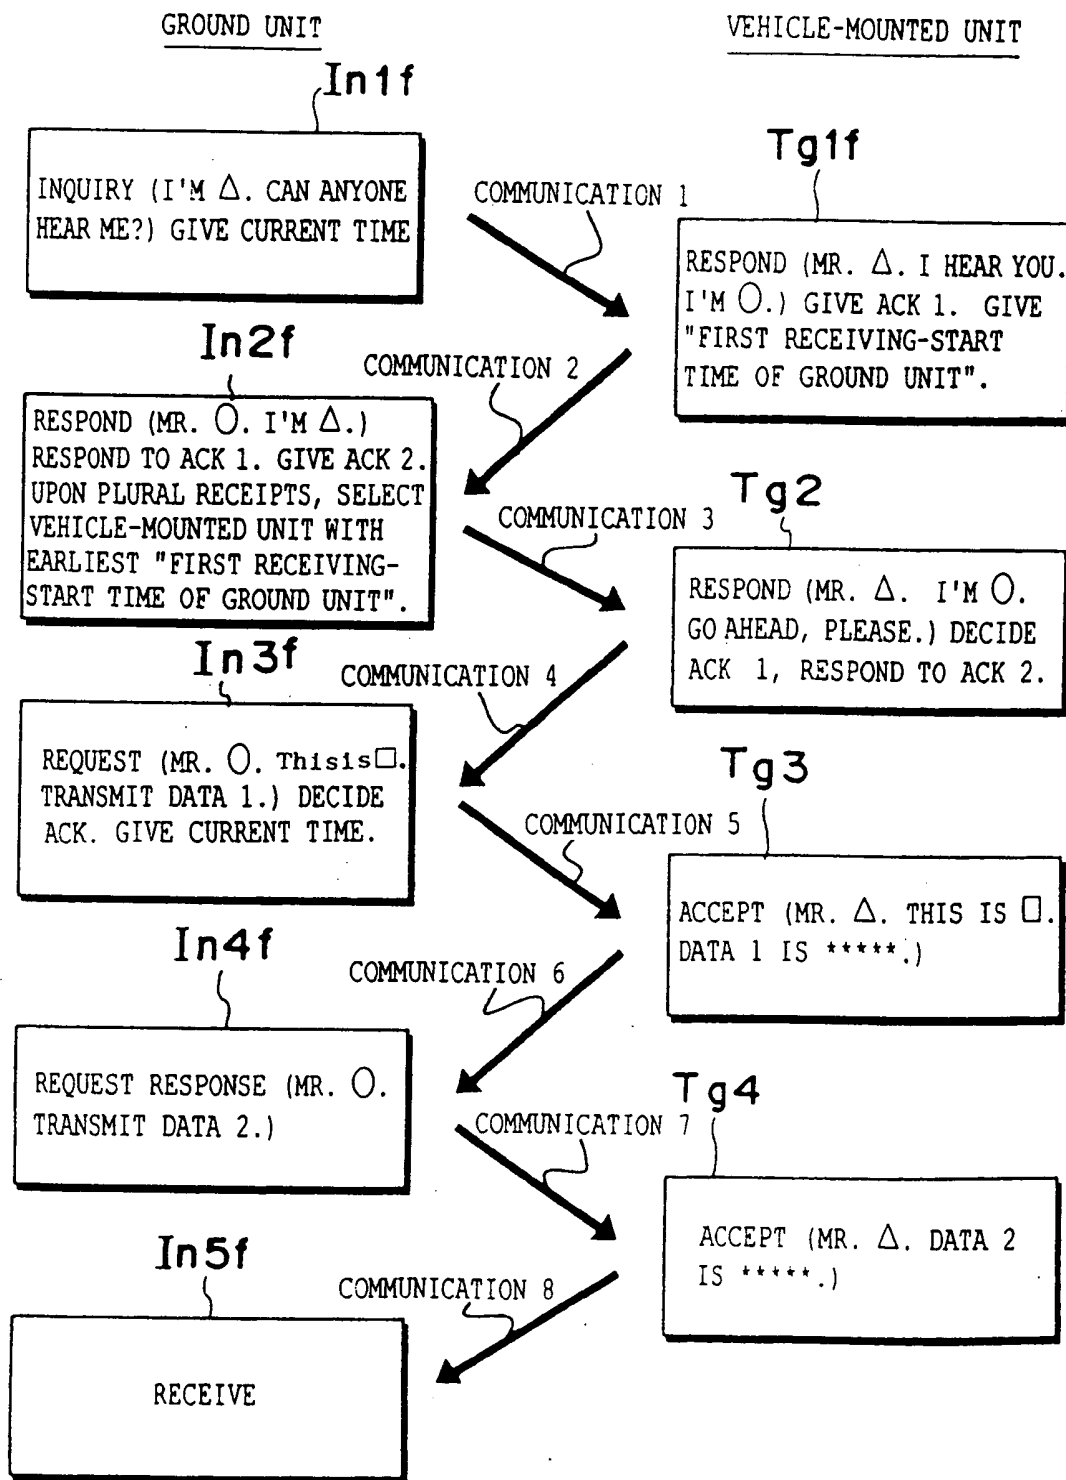 GROUND UNIT
VEHICLE-MOUNTED UNIT
In1f
INQUIRY (I'M △. CAN ANYONE
HEAR ME?) GIVE CURRENT TIME
COMMUNICATION 1
Tg1f
RESPOND (MR. △. I HEAR YOU.
I'M ○.) GIVE ACK 1. GIVE
"FIRST RECEIVING-START
TIME OF GROUND UNIT".
In2f
COMMUNICATION 2
RESPOND (MR. ○. I'M △.)
RESPOND TO ACK 1. GIVE ACK 2.
UPON PLURAL RECEIPTS, SELECT
VEHICLE-MOUNTED UNIT WITH
EARLIEST "FIRST RECEIVING-
START TIME OF GROUND UNIT".
COMMUNICATION 3
Tg2
RESPOND (MR. △. I'M ○.
GO AHEAD, PLEASE.) DECIDE
ACK 1, RESPOND TO ACK 2.
In3f
COMMUNICATION 4
REQUEST (MR. ○. Thisis□.
TRANSMIT DATA 1.) DECIDE
ACK. GIVE CURRENT TIME.
COMMUNICATION 5
Tg3
ACCEPT (MR. △. THIS IS □.
DATA 1 IS *****.)
In4f
COMMUNICATION 6
REQUEST RESPONSE (MR. ○.
TRANSMIT DATA 2.)
COMMUNICATION 7
Tg4
ACCEPT (MR. △. DATA 2
IS *****.)
In5f
COMMUNICATION 8
RECEIVE